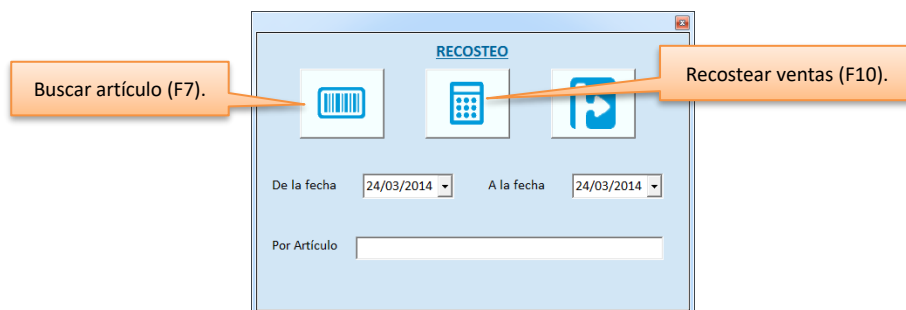 RECOSTEO
Buscar artículo (F7).
Recostear ventas (F10).
De la fecha 24/03/2014 A la fecha 24/03/2014
Por Artículo